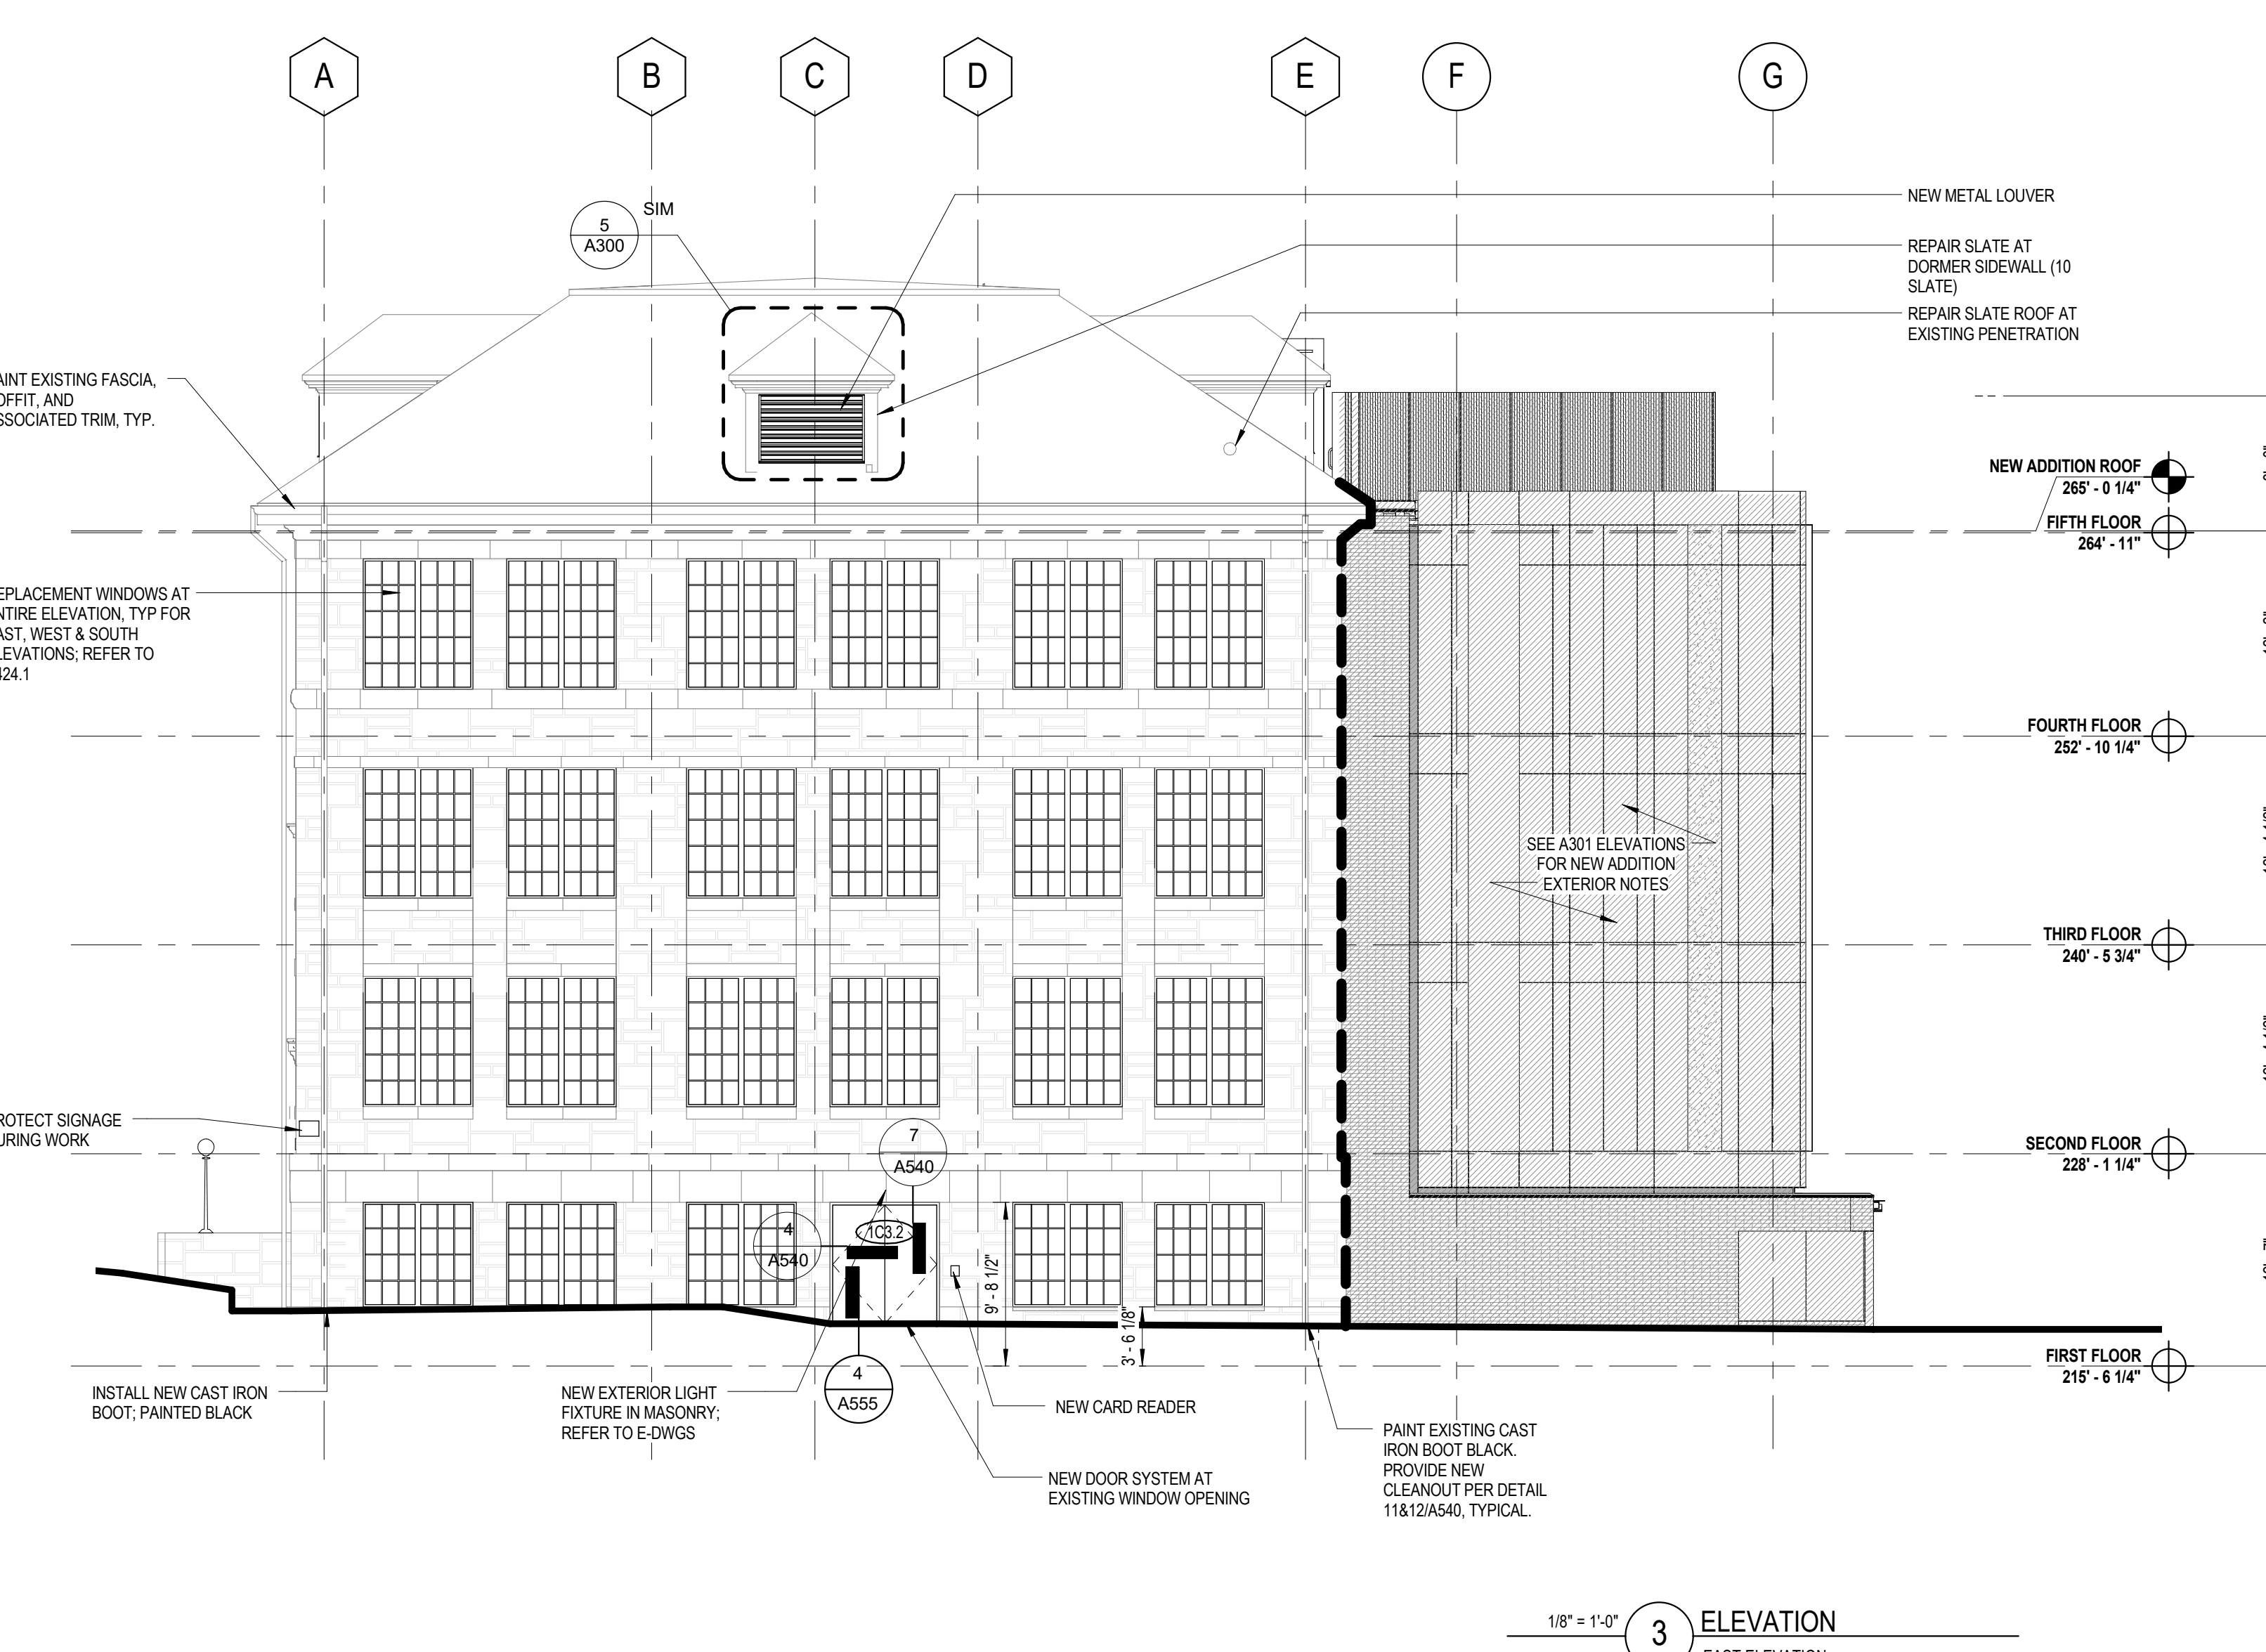 A
B
C
D
E
F
G
SIM
5
A300
NEW METAL LOUVER
REPAIR SLATE AT
DORMER SIDEWALL (10
SLATE)
REPAIR SLATE ROOF AT
EXISTING PENETRATION
AINT EXISTING FASCIA,
OFFIT, AND
SSOCIATED TRIM, TYP.
NEW ADDITION ROOF
265' - 0 1/4"
FIFTH FLOOR
264' - 11"
EPLACEMENT WINDOWS AT
NTIRE ELEVATION, TYP FOR
AST, WEST & SOUTH
LEVATIONS; REFER TO
424.1
FOURTH FLOOR
252' - 10 1/4"
SEE A301 ELEVATIONS
FOR NEW ADDITION
EXTERIOR NOTES
THIRD FLOOR
240' - 5 3/4"
ROTECT SIGNAGE
URING WORK
7
A540
SECOND FLOOR
228' - 1 1/4"
4
A540
1C3.2
9' - 8 1/2"
3' - 6 1/8"
FIRST FLOOR
215' - 6 1/4"
INSTALL NEW CAST IRON
BOOT; PAINTED BLACK
NEW EXTERIOR LIGHT
FIXTURE IN MASONRY;
REFER TO E-DWGS
4
A555
NEW CARD READER
PAINT EXISTING CAST
IRON BOOT BLACK.
PROVIDE NEW
CLEANOUT PER DETAIL
11&12/A540, TYPICAL.
NEW DOOR SYSTEM AT
EXISTING WINDOW OPENING
1/8" = 1'-0"
3
ELEVATION
EAST ELEVATION